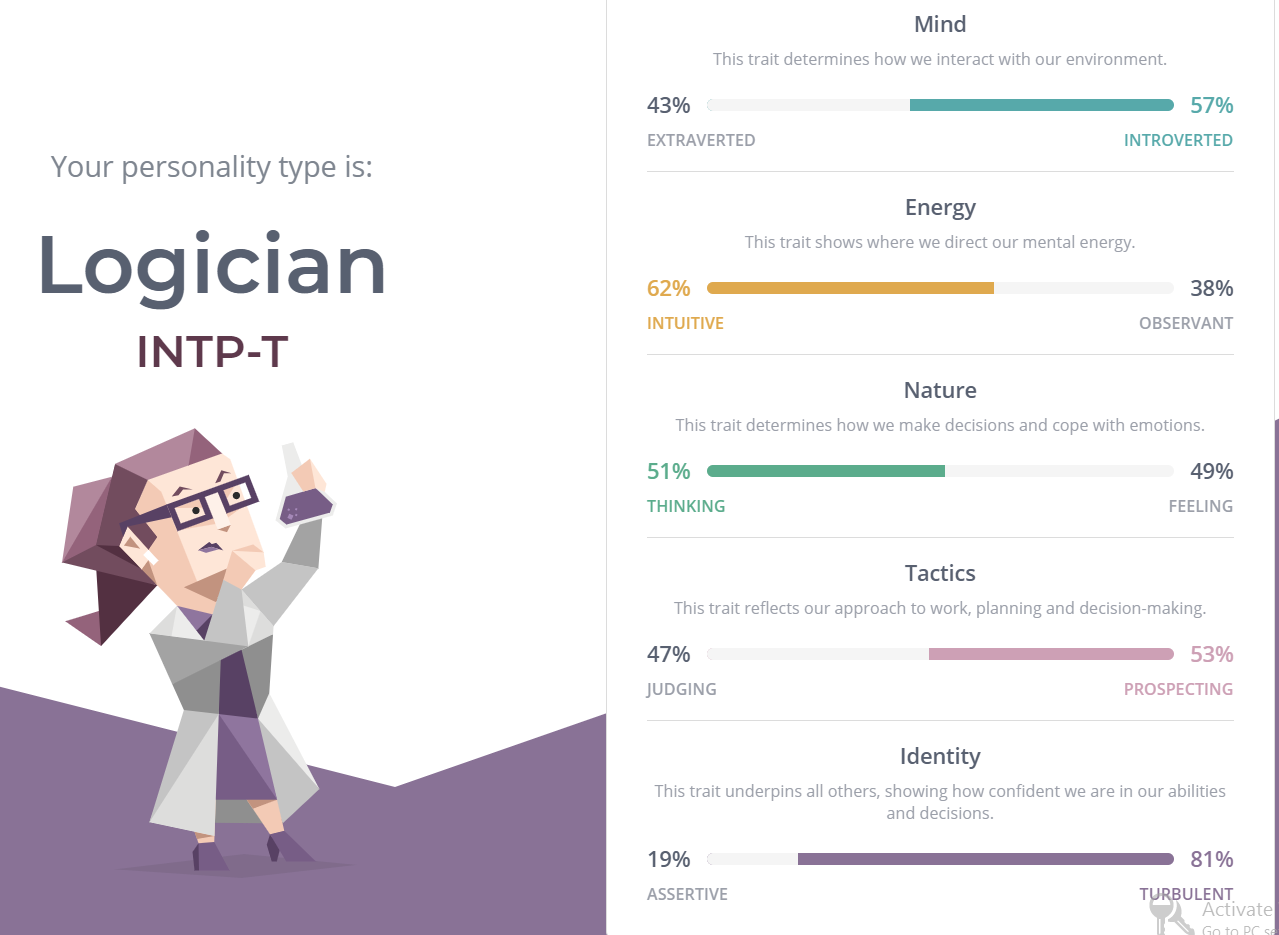 Your personality type is:
Logician
INTP-T
Mind
This trait determines how we interact with our environment.
43% 57%
EXTRAVERTED INTROVERTED
Energy
This trait shows where we direct our mental energy.
62% 38%
INTUITIVE OBSERVANT
Nature
This trait determines how we make decisions and cope with emotions.
51% 49%
THINKING FEELING
Tactics
This trait reflects our approach to work, planning and decision-making.
47% 53%
JUDGING PROSPECTING
Identity
This trait underpins all others, showing how confident we are in our abilities
and decisions.
19% 81%
ASSERTIVE TURBULENT
Activate
Go to PC se